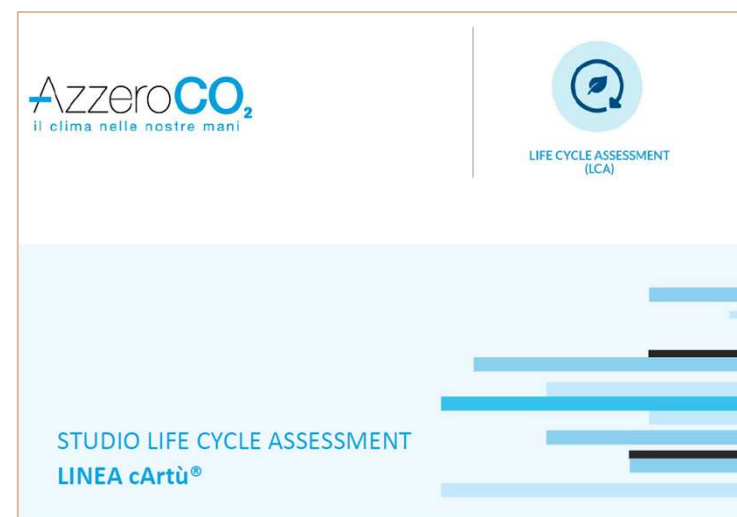 AzzeroCO₂
il clima nelle nostre mani
LIFE CYCLE ASSESSMENT
(LCA)
STUDIO LIFE CYCLE ASSESSMENT
LINEA cArtù®